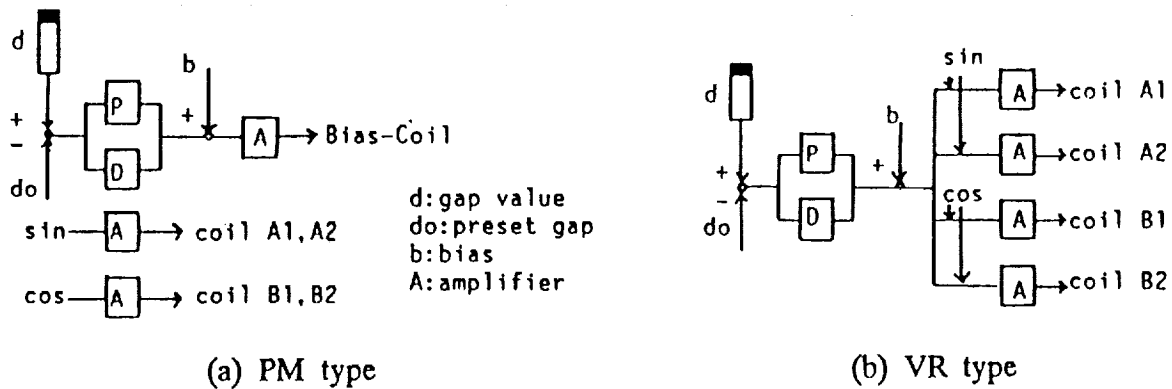 d
b
P
+
+
A
Bias-Coil
-
D
do
d:gap value
do:preset gap
b:bias
A:amplifier
sin
A
coil A1,A2
cos
A
coil B1,B2
(a) PM type
sin
A
coil A1
d
b
A
coil A2
P
+
+
cos
-
A
coil B1
D
do
A
coil B2
(b) VR type